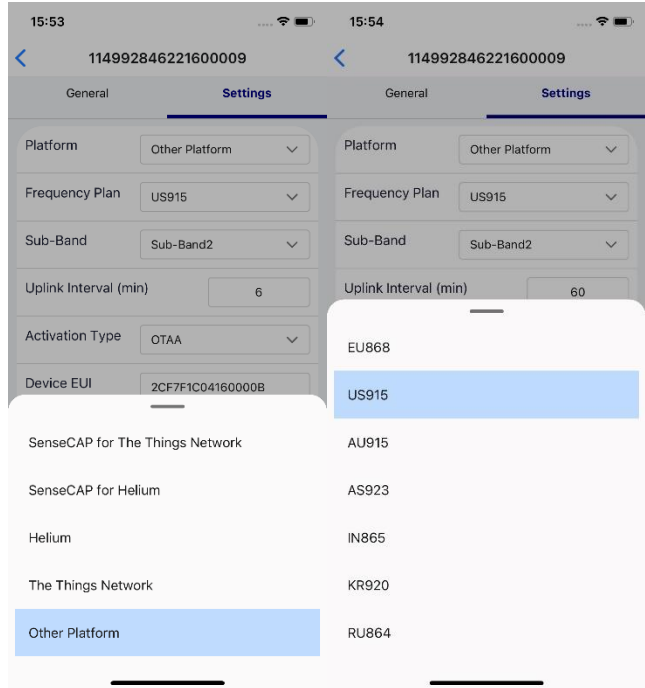 15:53
114992846221600009
General Settings
Platform Other Platform
Frequency Plan US915
Sub-Band Sub-Band2
Uplink Interval (min) 6
Activation Type OTAA
Device EUI 2CF7F1C04160000B
SenseCAP for The Things Network
SenseCAP for Helium
Helium
The Things Network
Other Platform
15:54
114992846221600009
General Settings
Platform Other Platform
Frequency Plan US915
Sub-Band Sub-Band2
Uplink Interval (min) 60
EU868
US915
AU915
AS923
IN865
KR920
RU864